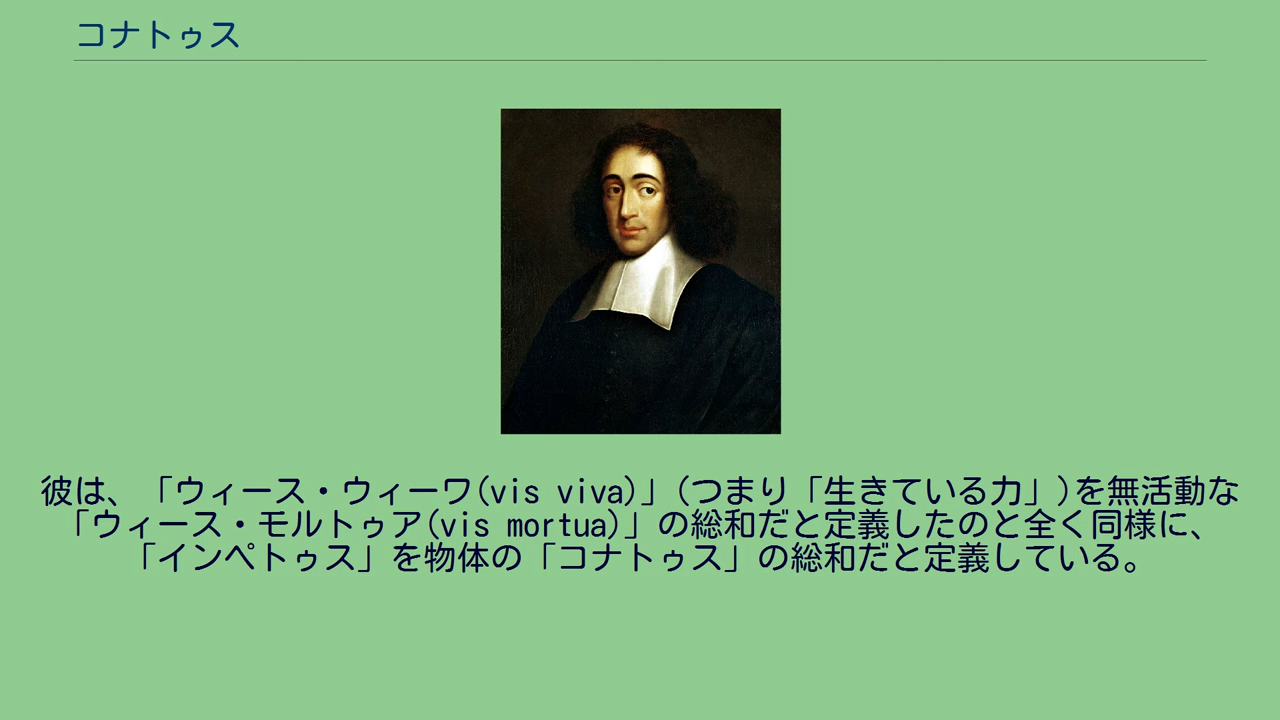 コナトゥス
彼は、「ウィース・ウィーワ(vis viva)」(つまり「生きている力」)を無活動な
「ウィース・モルトゥア(vis mortua)」の総和だと定義したのと全く同様に、
「インペトゥス」を物体の「コナトゥス」の総和だと定義している。